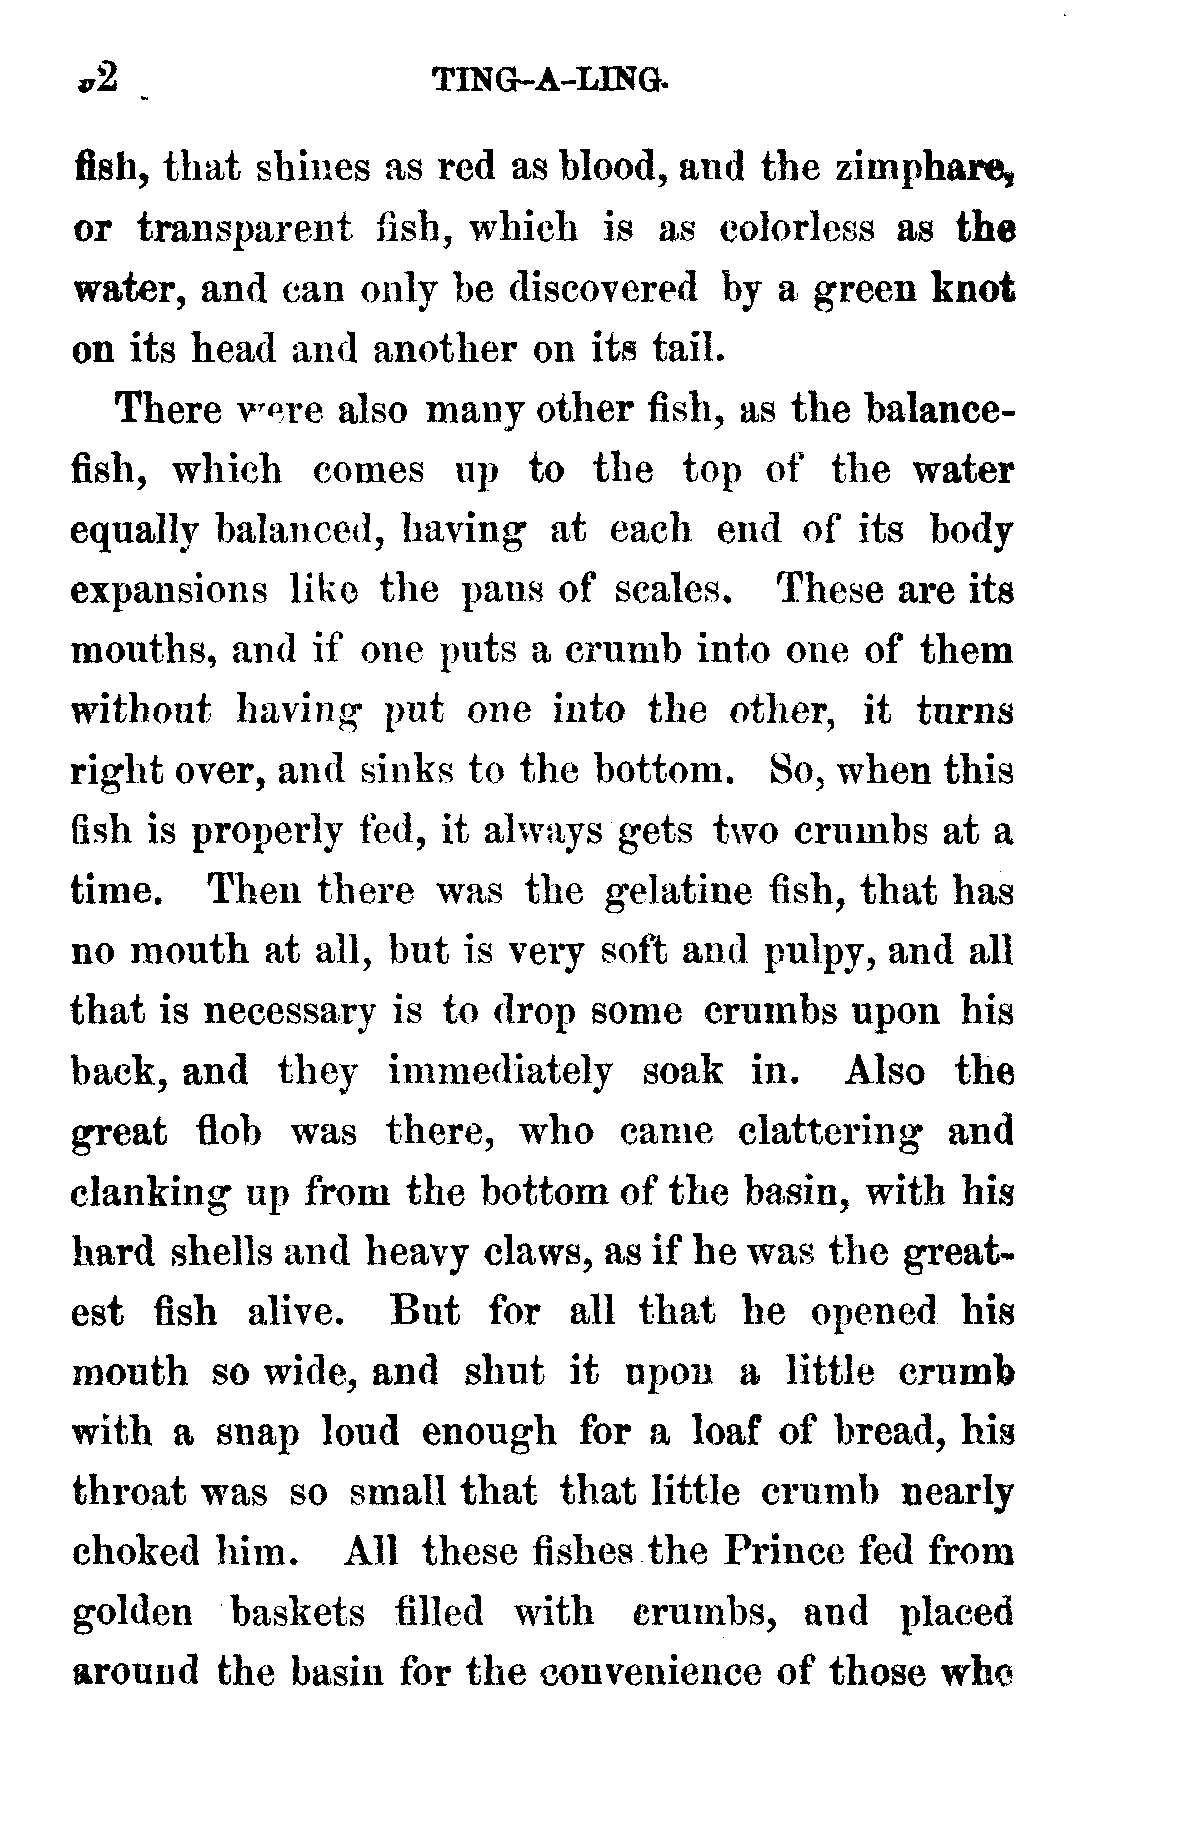 2 TING-A-LING.
fish, that shines as red as blood, and the zimphare,
or transparent fish, which is as colorless as the
water, and can only be discovered by a green knot
on its head and another on its tail.
There were also many other fish, as the balance-
fish, which comes up to the top of the water
equally balanced, having at each end of its body
expansions like the pans of scales. These are its
mouths, and if one puts a crumb into one of them
without having put one into the other, it turns
right over, and sinks to the bottom. So, when this
fish is properly fed, it always gets two crumbs at a
time. Then there was the gelatine fish, that has
no mouth at all, but is very soft and pulpy, and all
that is necessary is to drop some crumbs upon his
back, and they immediately soak in. Also the
great flob was there, who came clattering and
clanking up from the bottom of the basin, with his
hard shells and heavy claws, as if he was the great-
est fish alive. But for all that he opened his
mouth so wide, and shut it upon a little crumb
with a snap loud enough for a loaf of bread, his
throat was so small that that little crumb nearly
choked him. All these fishes the Prince fed from
golden baskets filled with crumbs, and placed
around the basin for the convenience of those who